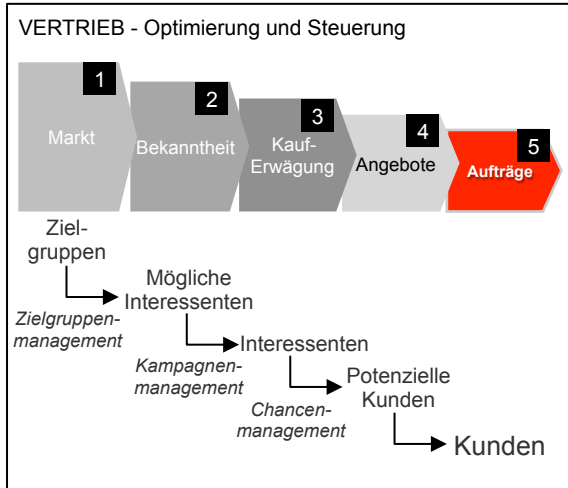 VERTRIEB - Optimierung und Steuerung
1
2
3
4
5
Markt
Bekanntheit
Kauf-
Erwägung
Angebote
Aufträge
Ziel-
gruppen
Zielgruppen-
management
Mögliche
Interessenten
Kampagnen-
management
Interessenten
Chancen-
management
Potenzielle
Kunden
Kunden